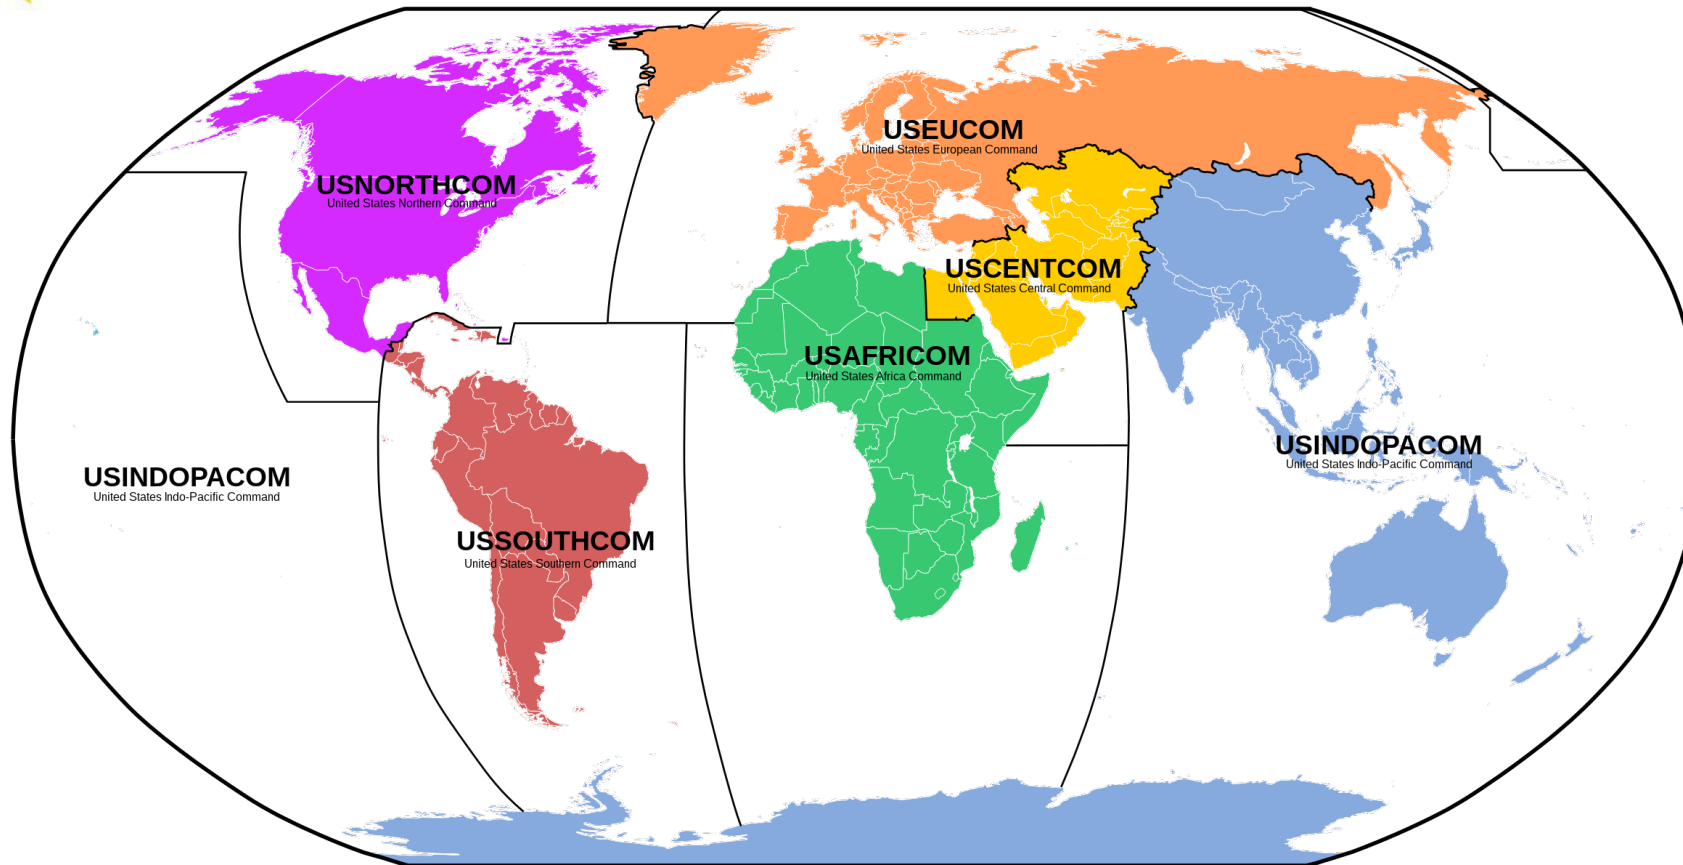 USEUCOM
United States European Command
USNORTHCOM
United States Northern Command
USCENTCOM
United States Central Command
USAFRICOM
United States Africa Command
USINDOPACOM
United States Indo-Pacific Command
USINDOPACOM
United States Indo-Pacific Command
USSOUTHCOM
United States Southern Command